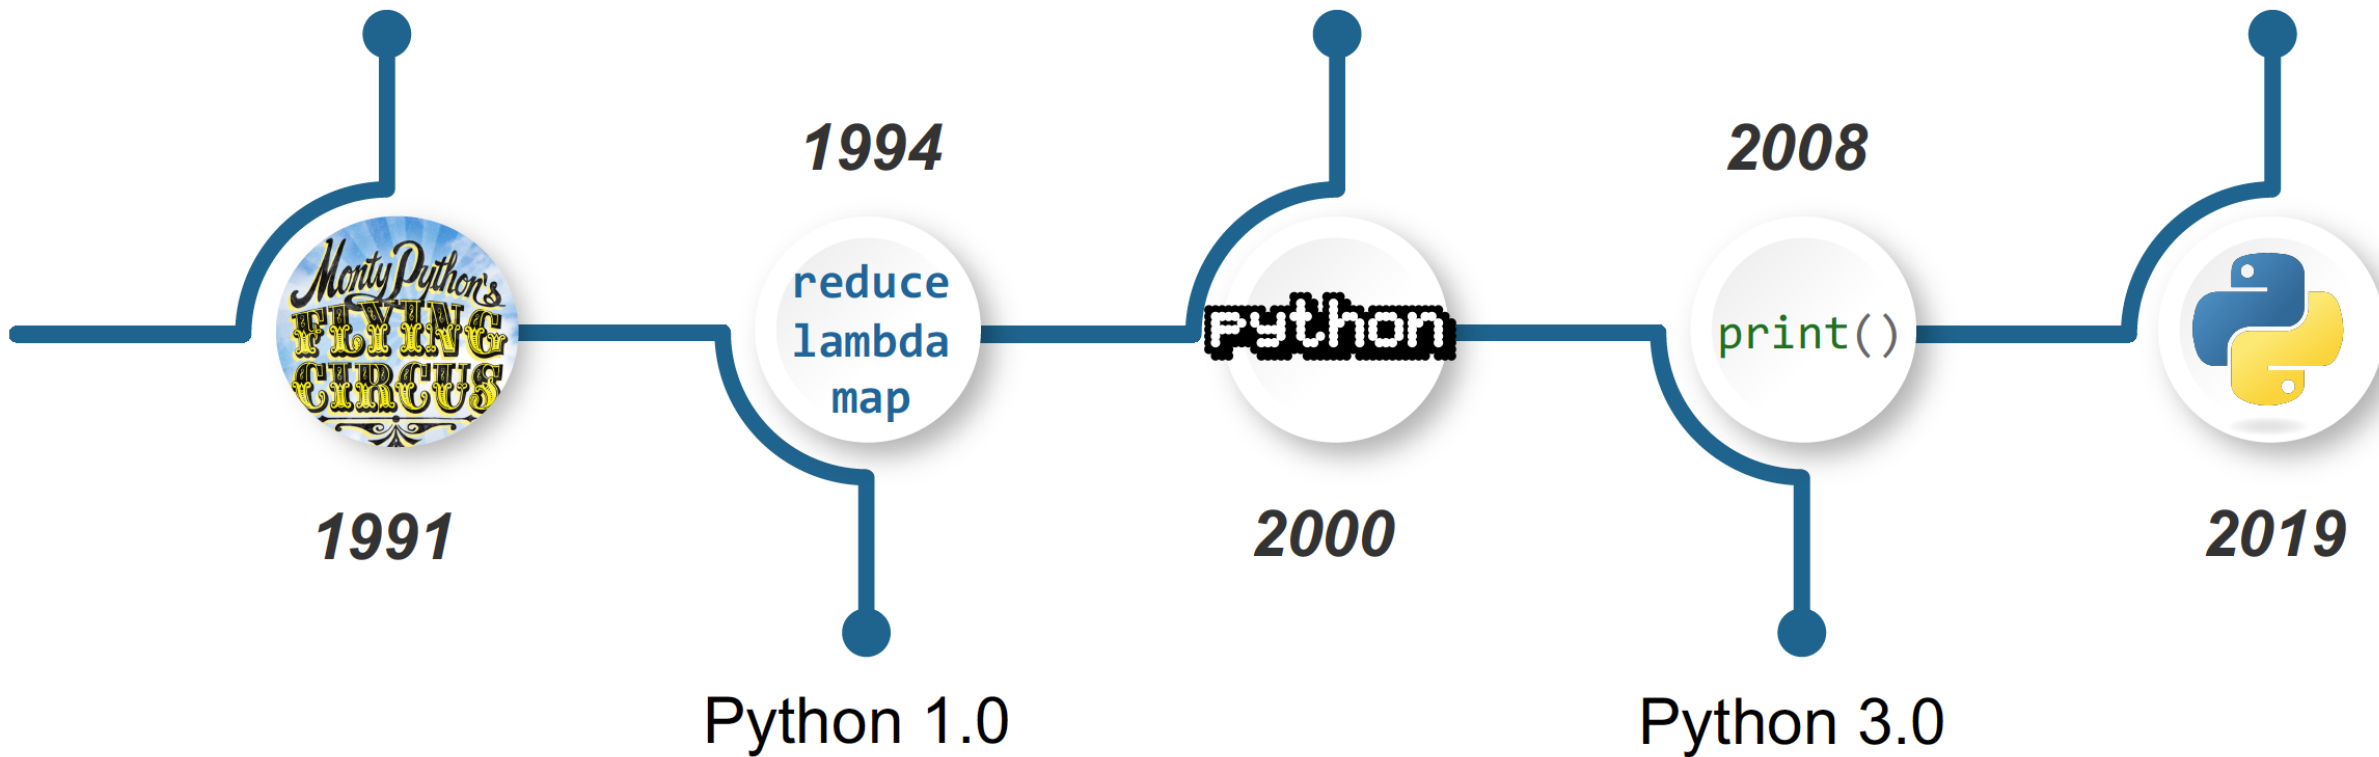 1994
2008
Monty Python's
FLYING
CIRCUS
reduce
lambda
map
python
print()
1991
2000
2019
Python 1.0
Python 3.0